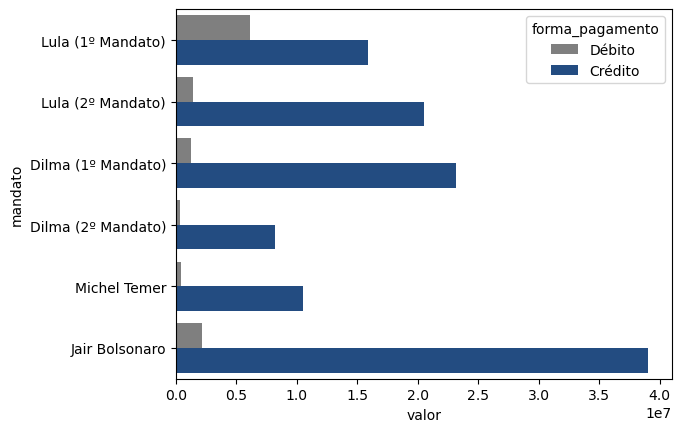 forma_pagamento
Débito
Crédito
Lula (1º Mandato)
Lula (2º Mandato)
Dilma (1º Mandato)
Dilma (2º Mandato)
Michel Temer
Jair Bolsonaro
mandato
0.0 0.5 1.0 1.5 2.0 2.5 3.0 3.5 4.0
1e7
valor